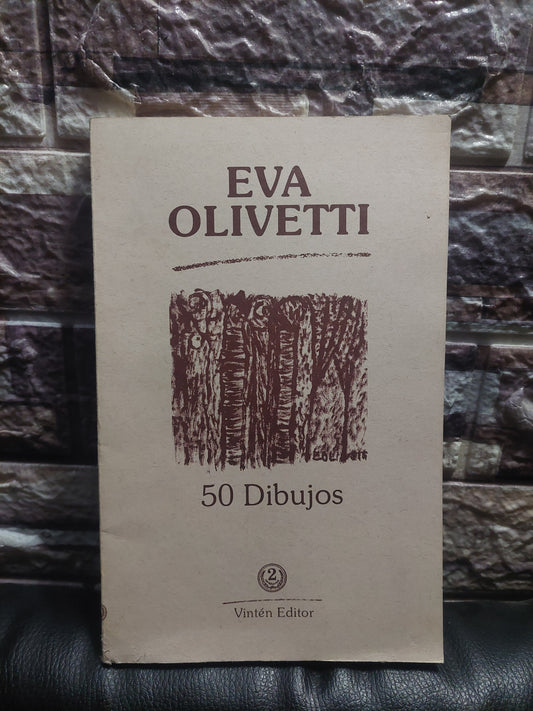 EVA
OLIVETTI
50 Dibujos
2
Vintén Editor